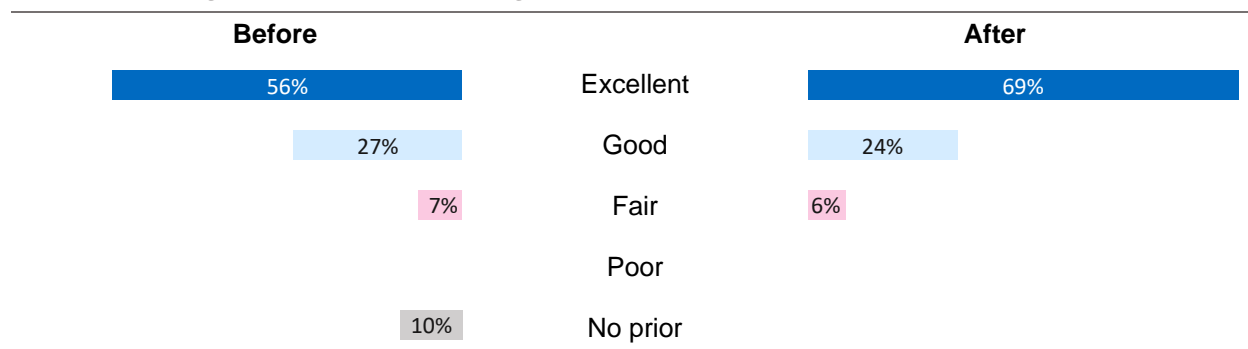 Before After
56% Excellent 69%
27% Good 24%
7% Fair 6%
Poor
10% No prior